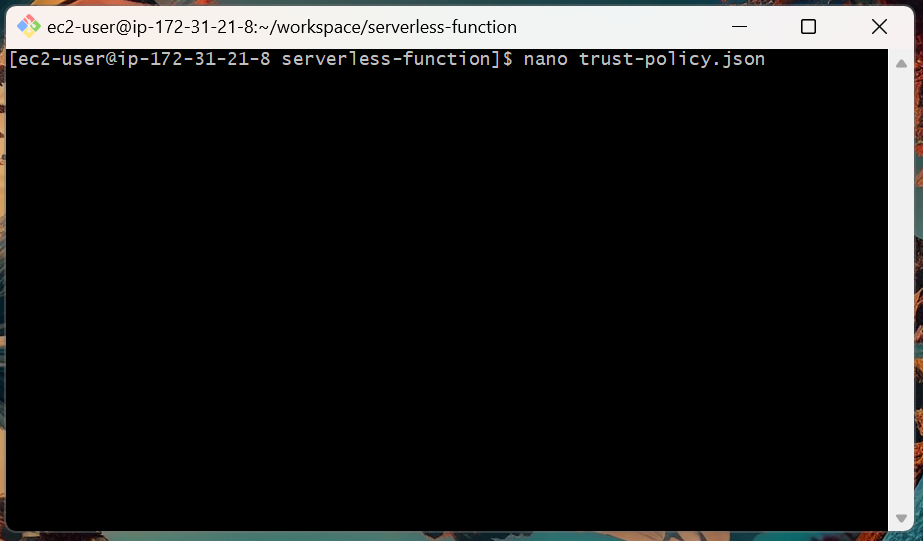 ec2-user@ip-172-31-21-8:~/workspace/serverless-function
[ec2-user@ip-172-31-21-8 serverless-function]$ nano trust-policy.json